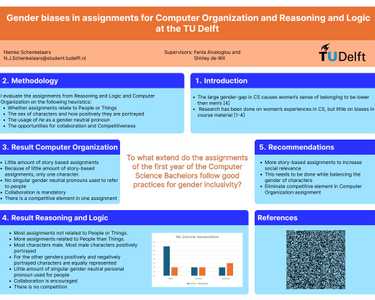 Gender biases in assignments for Computer Organization and Reasoning and Logic
at the TU Delft
Nienke Schenkelaars
N.J.Schenkelaars@student.tudelft.nl
Supervisors: Fenia Aivaloglou and
Shirley de Wit
TU Delft
2. Methodology
I evaluate the assignments from Reasoning and Logic and Computer
Organization on the following heuristics:
• Whether assignments relate to People or Things
• The sex of characters and how positively they are portrayed
• The usage of he as a gender neutral pronoun
• The opportunities for collaboration and Competitiveness
1. Introduction
• The large gender-gap in CS causes women's sense of belonging to be lower
then mens [4]
• Research has been done on women's experiences in CS, but little on biases in
course material [1-4]
3. Result Computer Organization
• Little amount of story based assignments
• Because of little amount of story-based
assignments, only one character.
• No singular gender neutral pronouns used to refer
to people
• Collaboration is mandatory
• There is a competitive element in one assignment
To what extend do the assignments
of the first year of the Computer
Science Bachelors follow good
practices for gender inclusivity?
5. Recommendations
• More story-based assignments to increase
social relevance
• This needs to be done while balancing the
gender of characters
• Eliminate competitive element in Computer
Organization assignment
4. Result Reasoning and Logic
• Most assignments not related to People or Things.
• More assignments related to People than Things.
• Most characters male. Most male characters positively
portrayed
• For the other genders positively and negatively
portrayed characters are equally represented
• Little amount of singular gender neutral personal
pronoun used for people
• Collaboration is encouraged
• There is no competition
References